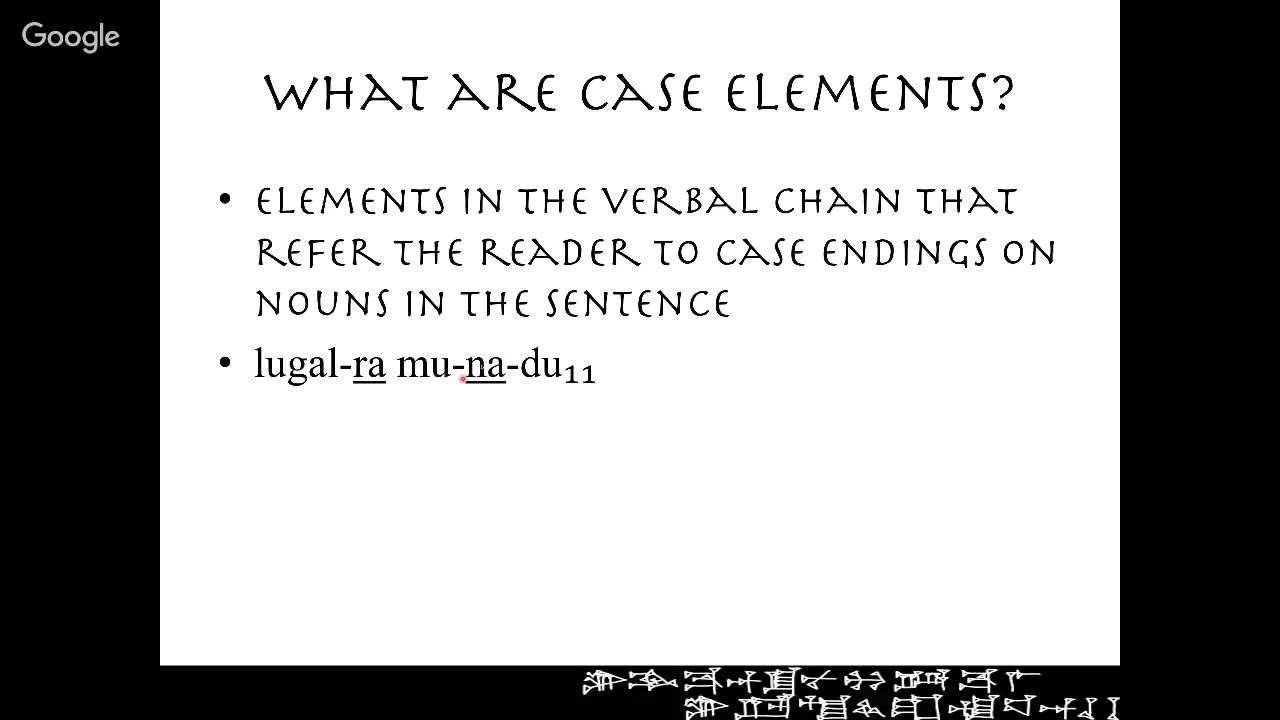 Google
WHAT ARE CASE ELEMENTS?
• ELEMENTS IN THE VERBAL CHAIN THAT
REFER THE READER TO CASE ENDINGS ON
NOUNS IN THE SENTENCE
• lugal-ra mu-na-du₁₁